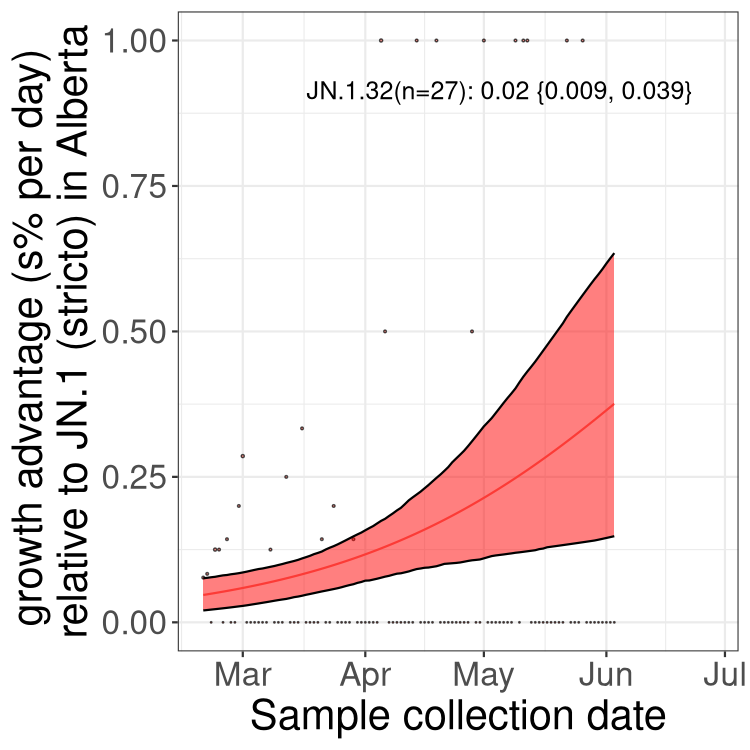 growth advantage (s% per day)
relative to JN.1 (stricto) in Alberta
1.00
0.75
0.50
0.25
0.00
JN.1.32(n=27): 0.02 {0.009, 0.039}
Mar Apr May Jun Jul
Sample collection date